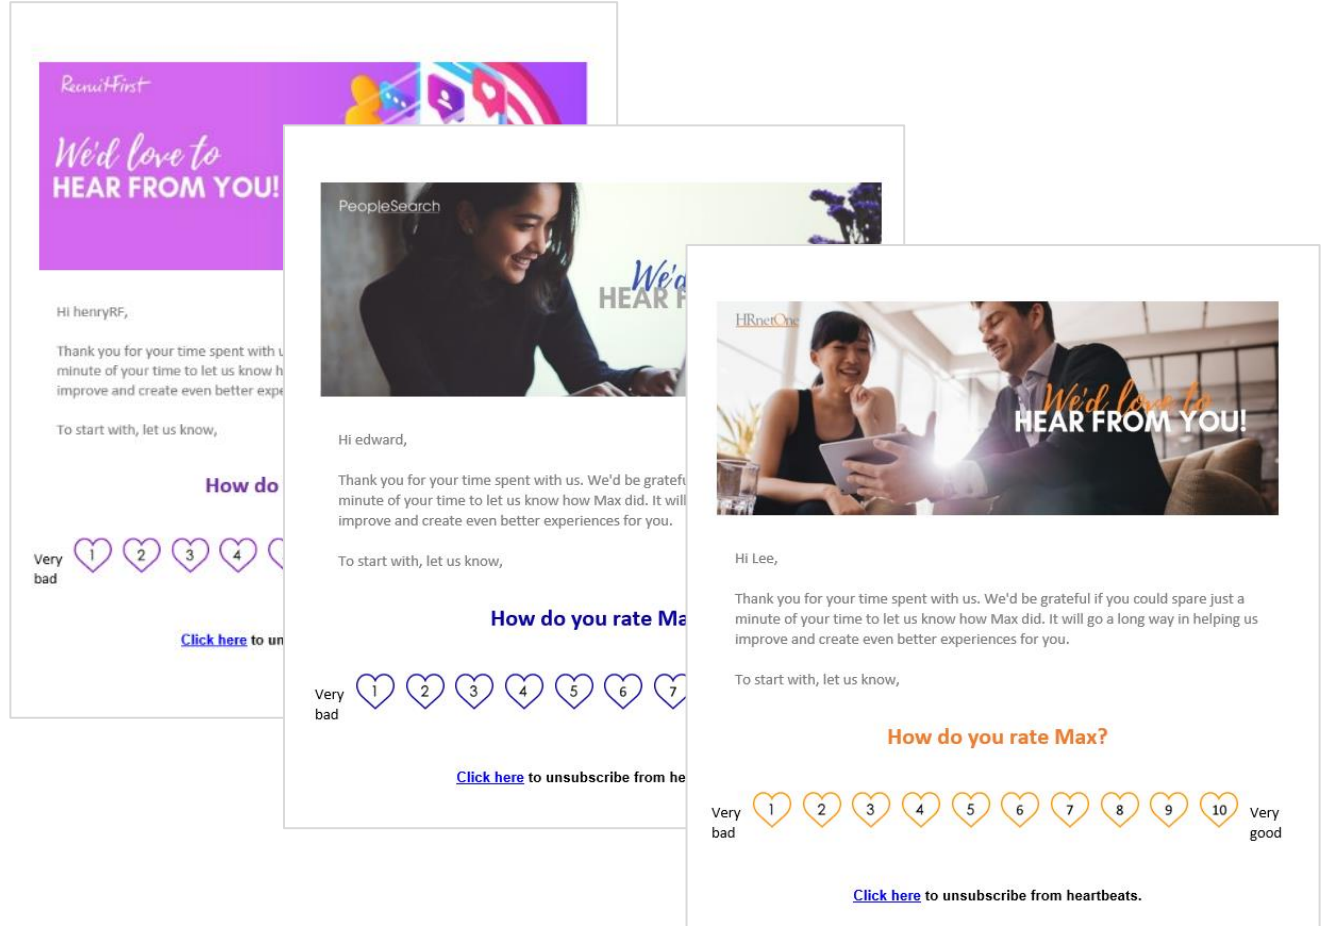 RecruitFirst
We'd love to
HEAR FROM YOU!
Hi henryRF,
Thank you for your time spent with
minute of your time to let us know
improve and create even better
To start with, let us know,
How do
Very
bad
1 2 3 4
Click here to
PeopleSearch
We'd
HEAR
Hi edward,
Thank you for your time spent with us. We'd be
minute of your time to let us know how Max did. It will
improve and create even better experiences for you.
To start with, let us know,
How do you rate
Very
bad
1 2 3 4 5 6 7
Click here to unsubscribe from
HRnetOne
We'd love to
HEAR FROM YOU!
Hi Lee,
Thank you for your time spent with us. We'd be grateful if you could spare just a
minute of your time to let us know how Max did. It will go a long way in helping us
improve and create even better experiences for you.
To start with, let us know,
How do you rate Max?
Very
bad
1 2 3 4 5 6 7 8 9 10
Very
good
Click here to unsubscribe from heartbeats.